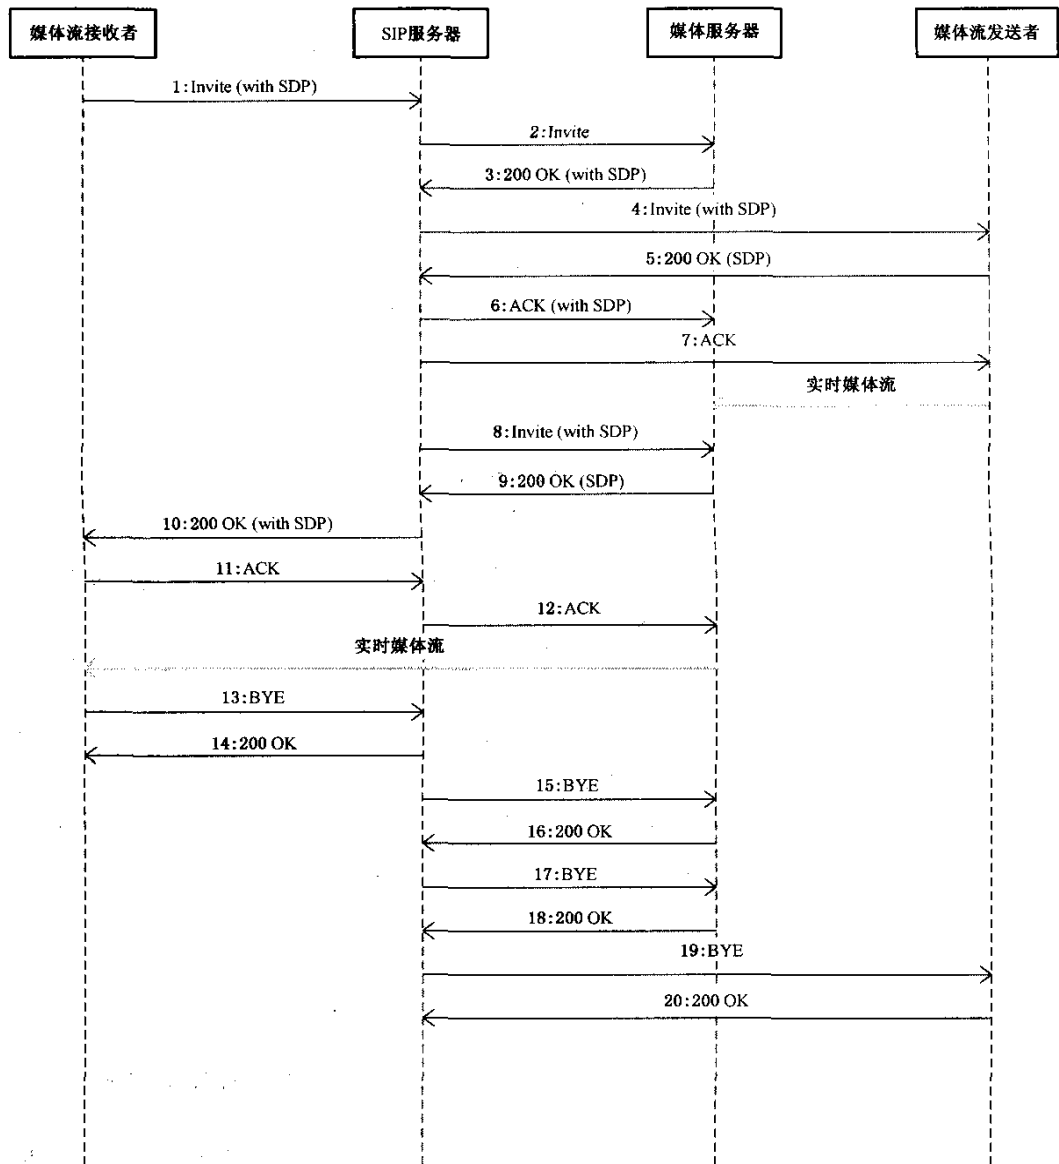 媒体流接收者
SIP服务器
媒体服务器
媒体流发送者
1:Invite (with SDP)
2:Invite
3:200 OK (with SDP)
4:Invite (with SDP)
5:200 OK (SDP)
6:ACK (with SDP)
7:ACK
实时媒体流
8:Invite (with SDP)
9:200 OK (SDP)
10:200 OK (with SDP)
11:ACK
12:ACK
实时媒体流
13:BYE
14:200 OK
15:BYE
16:200 OK
17:BYE
18:200 OK
19:BYE
20:200 OK